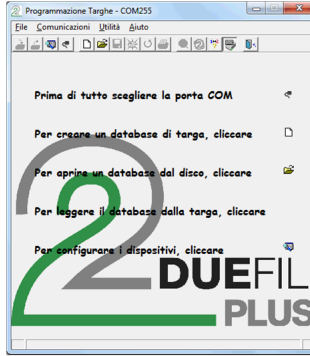 Programmazione Targhe - COM255
File Comunicazioni Utilità Aiuto
Prima di tutto scegliere la porta COM
Per creare un database di targa, cliccare
Per aprire un database dal disco, cliccare
Per leggere il database dalla targa, cliccare
Per configurare i dispositivi, cliccare
2 DUEFIL
PLUS